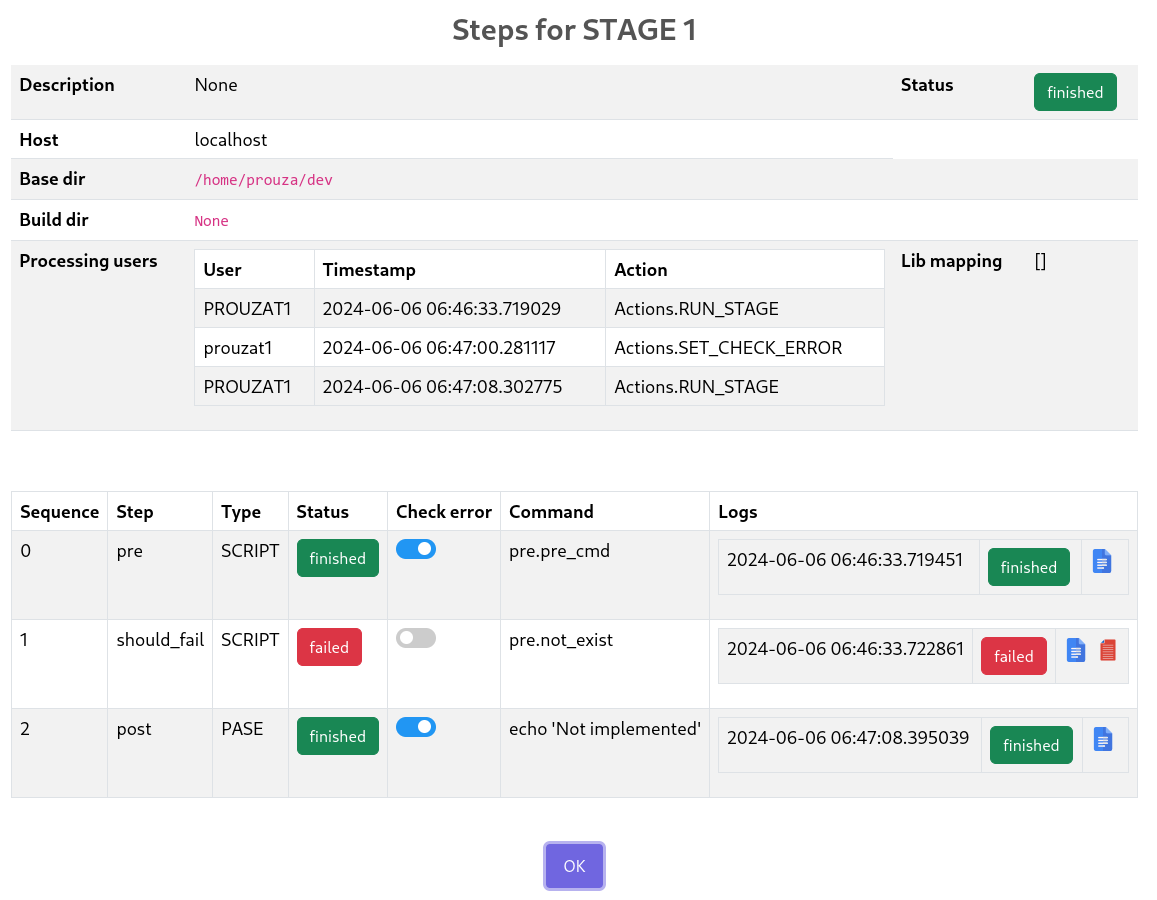 Steps for STAGE 1
Description None Status finished
Host localhost
Base dir /home/prouza/dev
Build dir None
Processing users User Timestamp Action Lib mapping []
PROUZAT1 2024-06-06 06:46:33.719029 Actions.RUN_STAGE
prouzat1 2024-06-06 06:47:00.281117 Actions.SET_CHECK_ERROR
PROUZAT1 2024-06-06 06:47:08.302775 Actions.RUN_STAGE
Sequence Step Type Status Check error Command Logs
0 pre SCRIPT finished pre.pre_cmd 2024-06-06 06:46:33.719451 finished
1 should_fail SCRIPT failed pre.not_exist 2024-06-06 06:46:33.722861 failed
2 post PASE finished echo 'Not implemented' 2024-06-06 06:47:08.395039 finished
OK